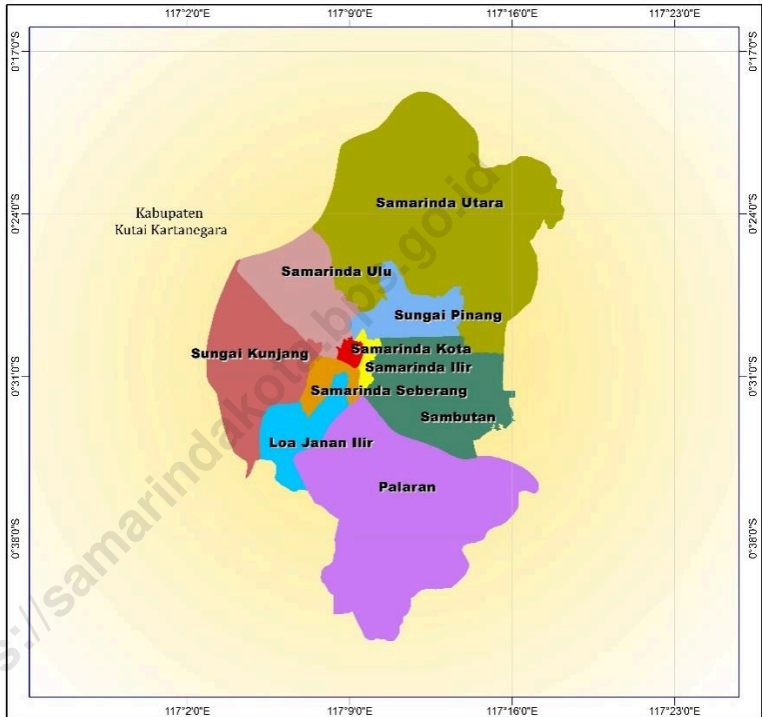 117°2'0"E 117°9'0"E 117°16'0"E 117°23'0"E
0°17'0"S 0°17'0"S
Samarinda Utara
0°24'0"S 0°24'0"S
Kabupaten
Kutai Kartanegara
Samarinda Ulu
Sungai Pinang
Samarinda Kota
Sungai Kunjang
Samarinda Ilir
0°31'0"S 0°31'0"S
Samarinda Seberang
Sambutan
Loa Janan Ilir
Palaran
0°38'0"S 0°38'0"S
117°2'0"E 117°9'0"E 117°16'0"E 117°23'0"E
s://samarindakota.bps.go.id